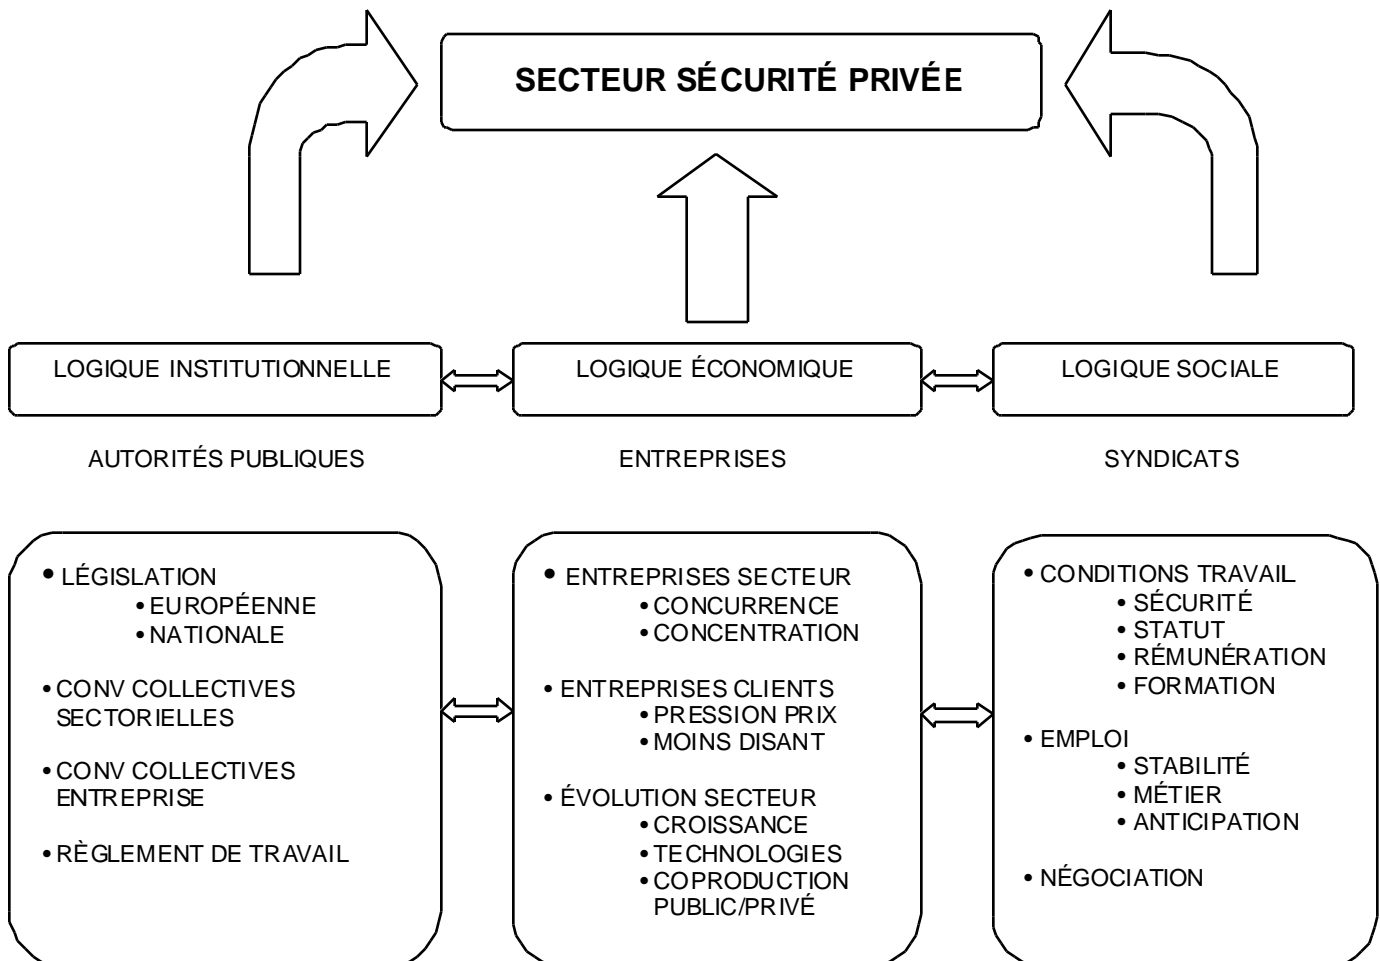 SECTEUR SÉCURITÉ PRIVÉE
LOGIQUE INSTITUTIONNELLE
LOGIQUE ÉCONOMIQUE
LOGIQUE SOCIALE
AUTORITÉS PUBLIQUES
ENTREPRISES
SYNDICATS
• LÉGISLATION
• EUROPÉENNE
• NATIONALE
• CONV COLLECTIVES
SECTORIELLES
• CONV COLLECTIVES
ENTREPRISE
• RÈGLEMENT DE TRAVAIL
• ENTREPRISES SECTEUR
• CONCURRENCE
• CONCENTRATION
• ENTREPRISES CLIENTS
• PRESSION PRIX
• MOINS DISANT
• ÉVOLUTION SECTEUR
• CROISSANCE
• TECHNOLOGIES
• COPRODUCTION
PUBLIC/PRIVÉ
• CONDITIONS TRAVAIL
• SÉCURITÉ
• STATUT
• RÉMUNÉRATION
• FORMATION
• EMPLOI
• STABILITÉ
• MÉTIER
• ANTICIPATION
• NÉGOCIATION